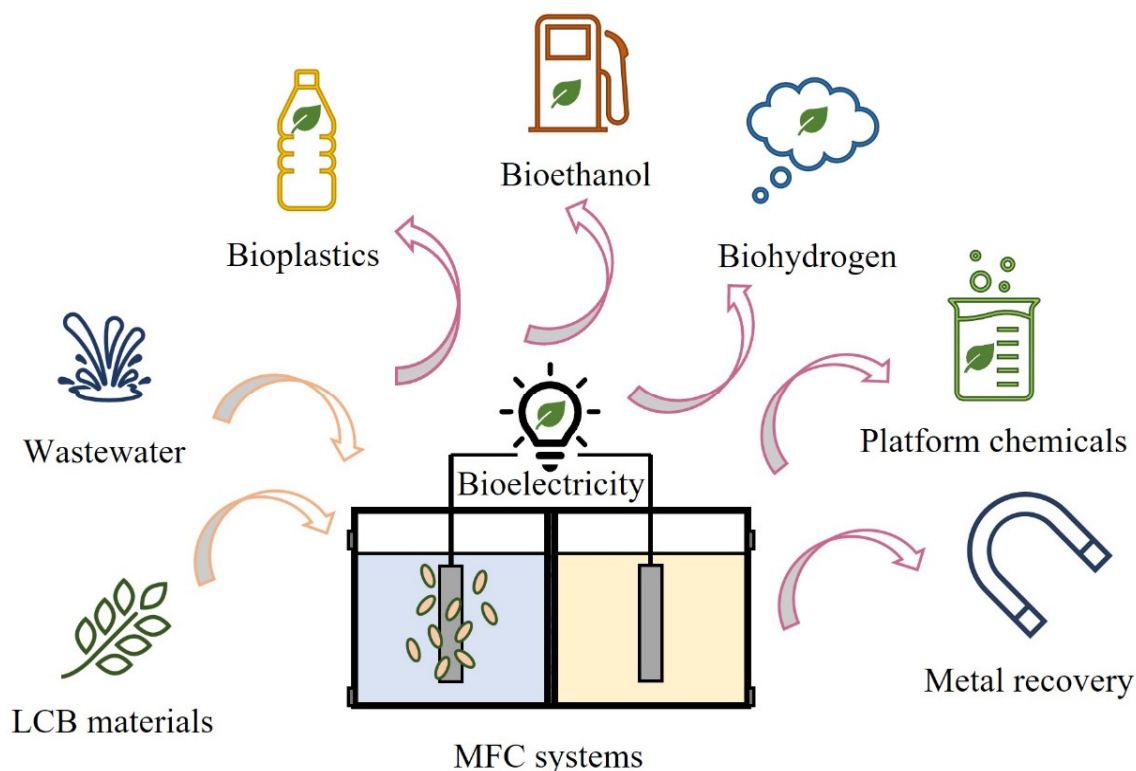 Bioethanol
Bioplastics
Biohydrogen
Wastewater
Platform chemicals
Bioelectricity
LCB materials
Metal recovery
MFC systems